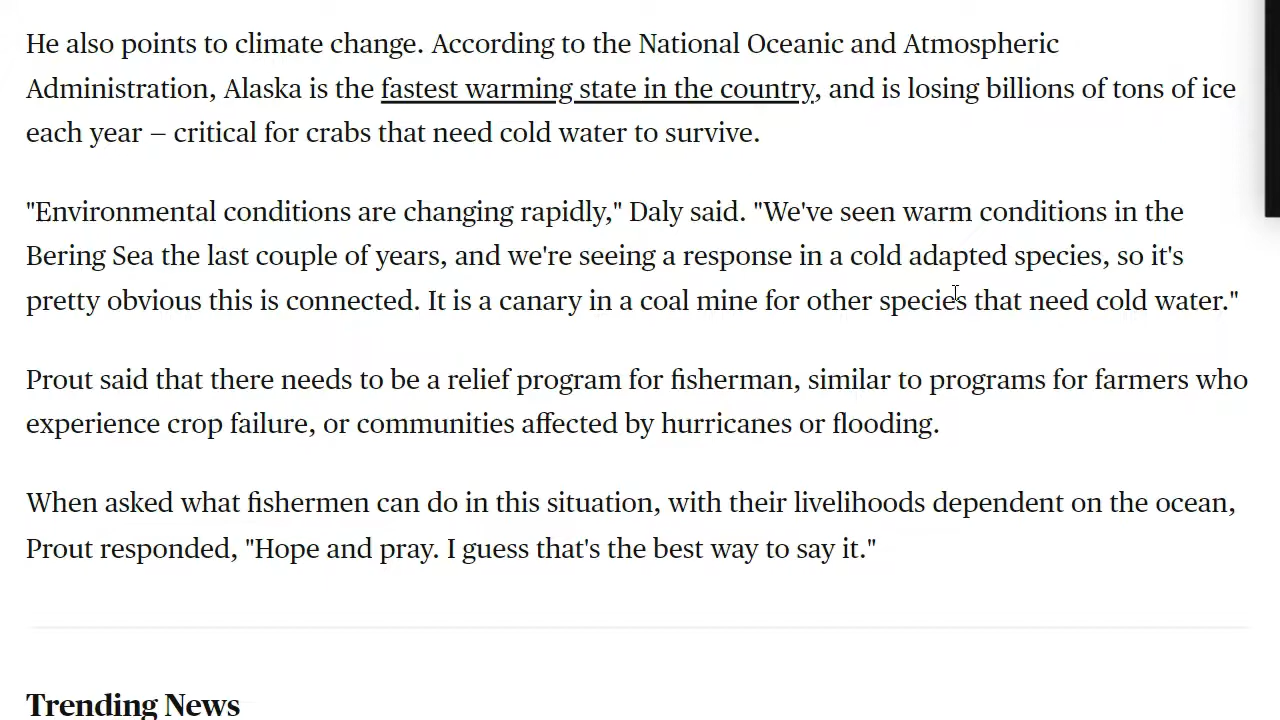 He also points to climate change. According to the National Oceanic and Atmospheric
Administration, Alaska is the fastest warming state in the country, and is losing billions of tons of ice
each year – critical for crabs that need cold water to survive.
"Environmental conditions are changing rapidly," Daly said. "We've seen warm conditions in the
Bering Sea the last couple of years, and we're seeing a response in a cold adapted species, so it's
pretty obvious this is connected. It is a canary in a coal mine for other species that need cold water."
Prout said that there needs to be a relief program for fisherman, similar to programs for farmers who
experience crop failure, or communities affected by hurricanes or flooding.
When asked what fishermen can do in this situation, with their livelihoods dependent on the ocean,
Prout responded, "Hope and pray. I guess that's the best way to say it."
Trending News